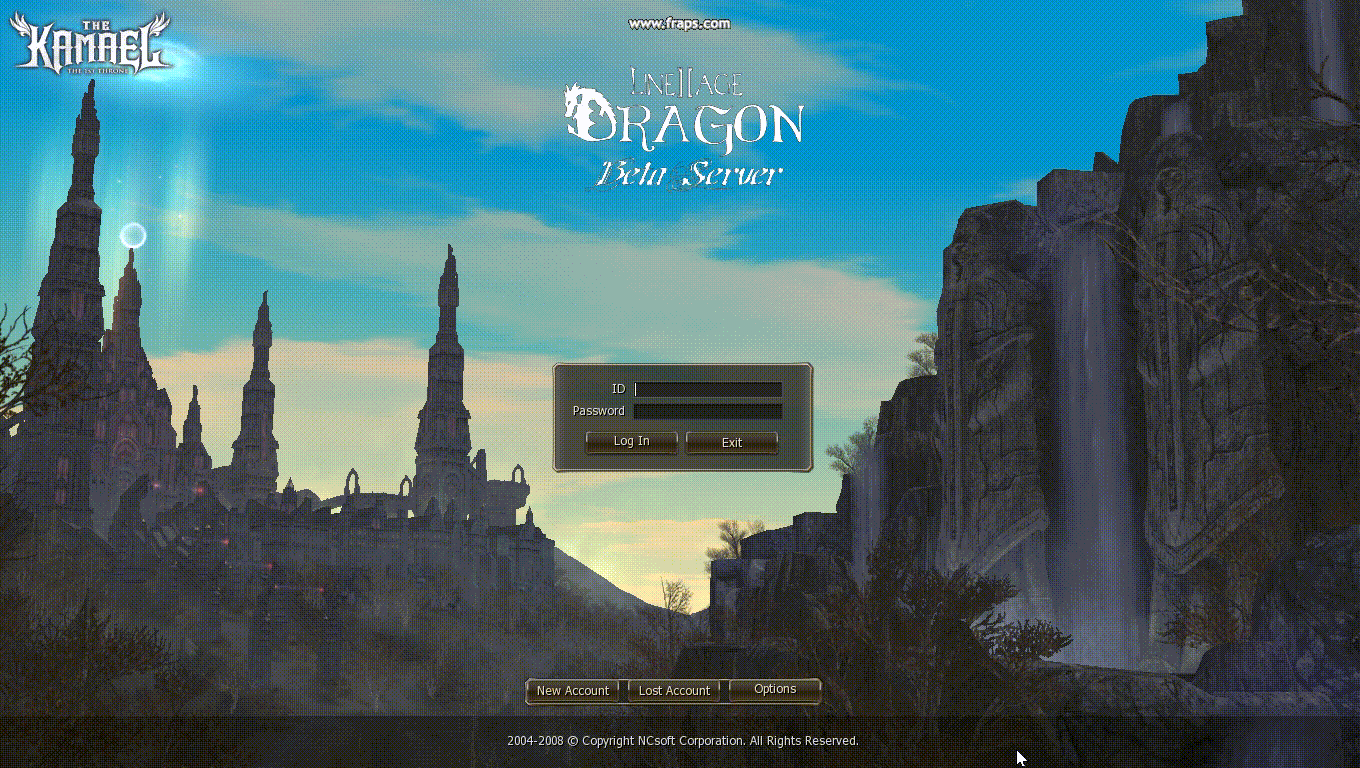 THE
KAMAEL
THE 1ST THRONE
www.fraps.com
LINEIIAGE
DRAGON
Beta Server
ID
Password
Log In
Exit
New Account
Lost Account
Options
2004-2008 © Copyright NCsoft Corporation. All Rights Reserved.